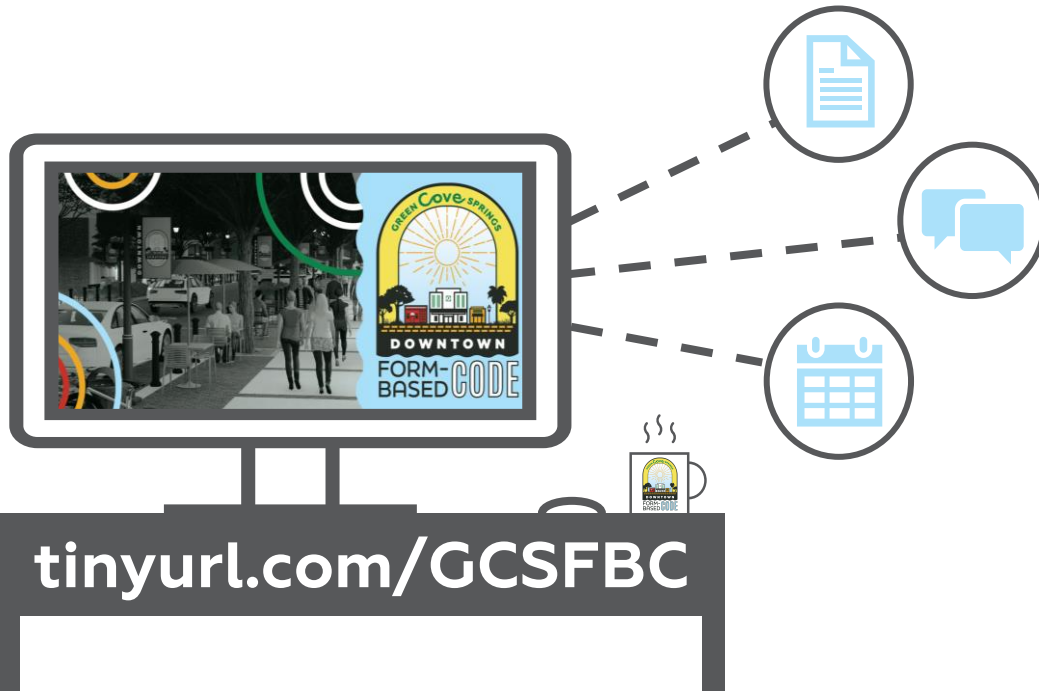 GREEN Cove SPRINGS
DOWNTOWN
FORM-
BASED CODE
DOWNTOWN
FORM-
BASED CODE
tinyurl.com/GCSFBC